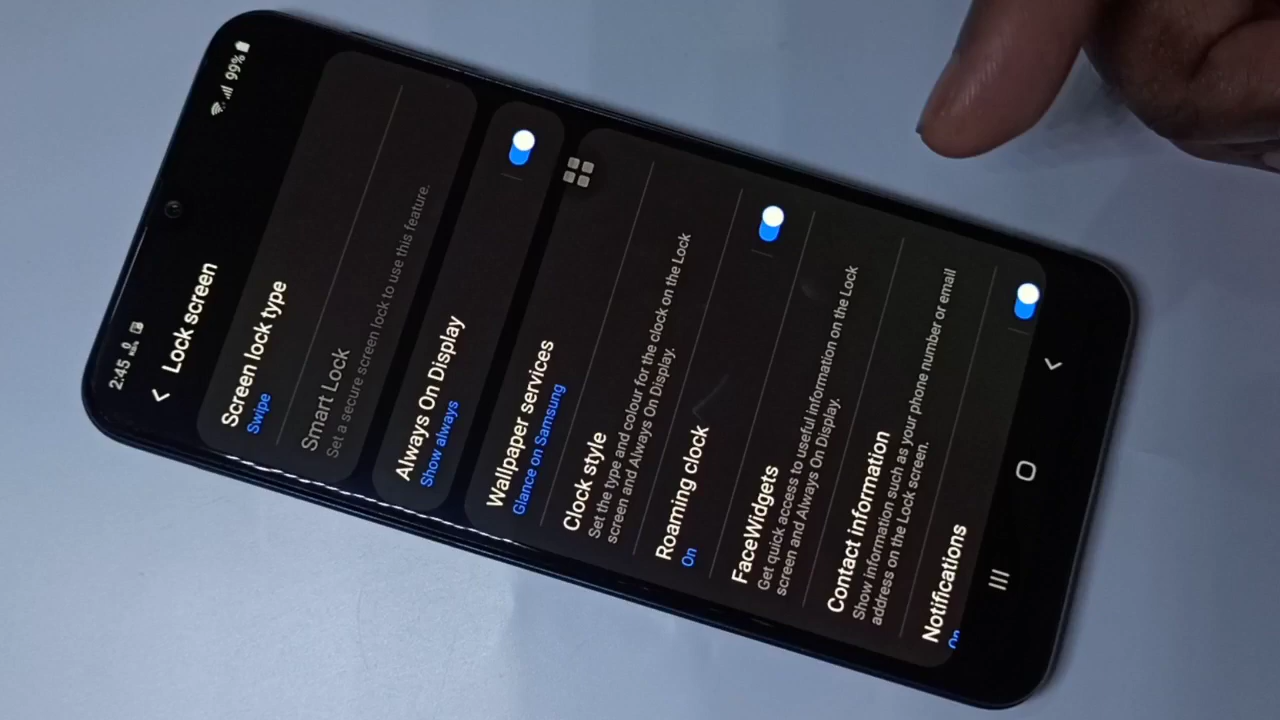 2:45
99%
Lock screen
Screen lock type
Swipe
Smart Lock
Set a secure screen lock to use this feature.
Always On Display
Show always
Wallpaper services
Glance on Samsung
Clock style
Set the type and colour for the clock on the Lock
screen and Always On Display.
Roaming clock
On
FaceWidgets
Get quick access to useful information on the Lock
screen and Always On Display.
Contact information
Show information such as your phone number or email
address on the Lock screen.
Notifications
On